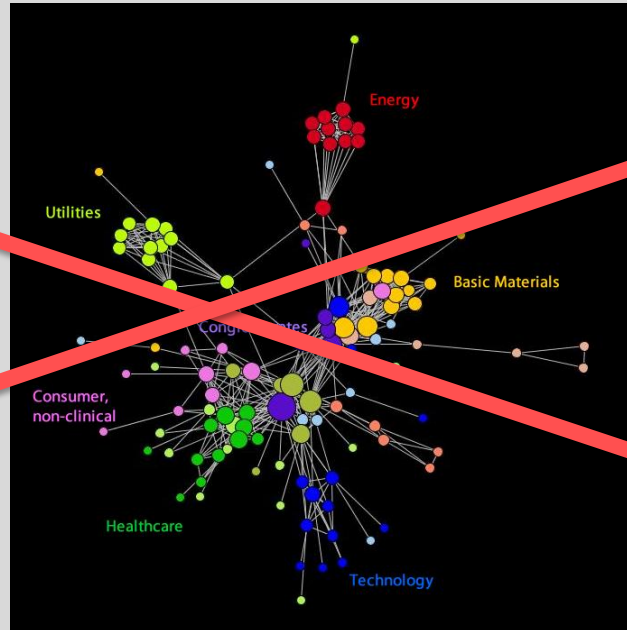 Energy
Utilities
Basic Materials
Consumer,
non-clinical
Healthcare
Technology